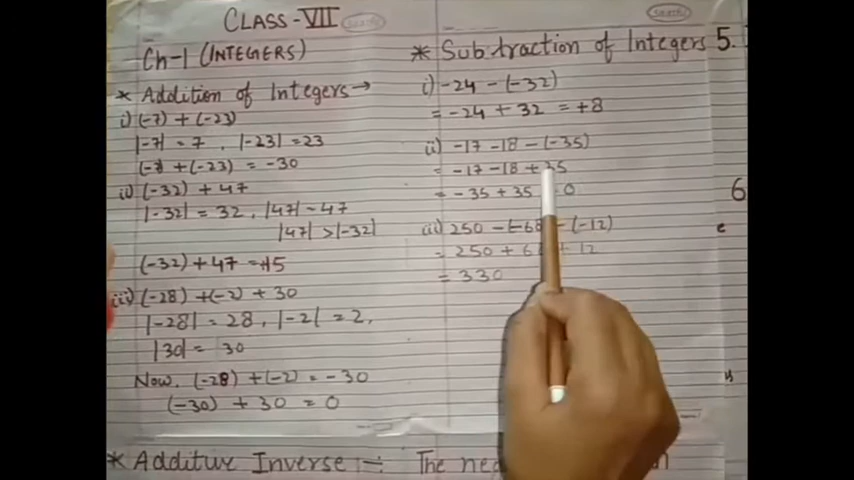 CLASS-VII
Ch-1 (INTEGERS)
* Addition of Integers→
i) (-7) + (-23)
|-7| = 7, |-23| = 23
(-7) + (-23) = -30
ii) (-32) + 47
|-32| = 32, |47| = 47
|47| > |-32|
(-32) + 47 = +15
iii) (-28) + (-2) + 30
|-28| = 28, |-2| = 2,
|30| = 30
Now, (-28) + (-2) = -30
(-30) + 30 = 0
* Subtraction of Integers
i) -24 - (-32)
= -24 + 32 = +8
ii) -17 -18 - (-35)
= -17 -18 + 35
= -35 + 35 0
iii) 250 - (-68 - (-12)
= 250 + 6 + 12
= 330
5.
6
* Additive Inverse :- The